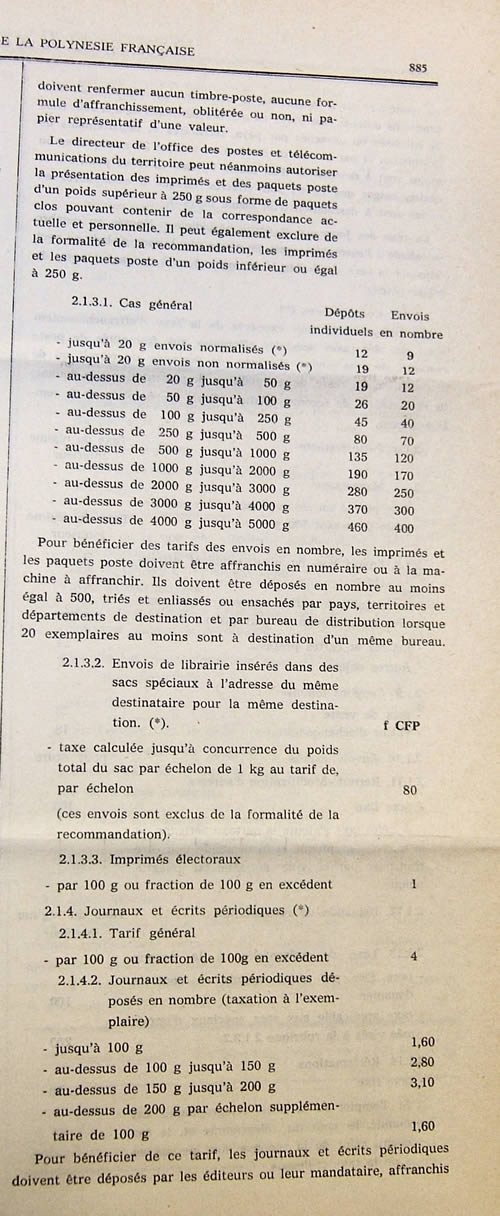 E LA POLYNESIE FRANÇAISE 885
doivent renfermer aucun timbre-poste, aucune for-
mule d'affranchissement, oblitérée ou non, ni pa-
pier représentatif d'une valeur.
Le directeur de l'office des postes et télécom-
munications du territoire peut néanmoins autoriser
la présentation des imprimés et des paquets poste
d'un poids supérieur à 250 g sous forme de paquets
clos pouvant contenir de la correspondance ac-
tuelle et personnelle. Il peut également exclure de
la formalité de la recommandation, les imprimés
et les paquets poste d'un poids inférieur ou égal
à 250 g.
2.1.3.1. Cas général
Dépôts Envois
individuels en nombre
- jusqu'à 20 g envois normalisés (*) 12 9
- jusqu'à 20 g envois non normalisés (*) 19 12
- au-dessus de 20 g jusqu'à 50 g 19 12
- au-dessus de 50 g jusqu'à 100 g 26 20
- au-dessus de 100 g jusqu'à 250 g 45 40
- au-dessus de 250 g jusqu'à 500 g 80 70
- au-dessus de 500 g jusqu'à 1000 g 135 120
- au-dessus de 1000 g jusqu'à 2000 g 190 170
- au-dessus de 2000 g jusqu'à 3000 g 280 250
- au-dessus de 3000 g jusqu'à 4000 g 370 300
- au-dessus de 4000 g jusqu'à 5000 g 460 400
Pour bénéficier des tarifs des envois en nombre, les imprimés et
les paquets poste doivent être affranchis en numéraire ou à la ma-
chine à affranchir. Ils doivent être déposés en nombre au moins
égal à 500, triés et enliassés ou ensachés par pays, territoires et
départements de destination et par bureau de distribution lorsque
20 exemplaires au moins sont à destination d'un même bureau.
2.1.3.2. Envois de librairie insérés dans des
sacs spéciaux à l'adresse du même
destinataire pour la même destina-
tion. (*). f CFP
- taxe calculée jusqu'à concurrence du poids
total du sac par échelon de 1 kg au tarif de,
par échelon 80
(ces envois sont exclus de la formalité de la
recommandation).
2.1.3.3. Imprimés électoraux
- par 100 g ou fraction de 100 g en excédent 1
2.1.4. Journaux et écrits périodiques (*)
2.1.4.1. Tarif général
- par 100 g ou fraction de 100g en excédent 4
2.1.4.2. Journaux et écrits périodiques dé-
posés en nombre (taxation à l'exem-
plaire)
- jusqu'à 100 g 1,60
- au-dessus de 100 g jusqu'à 150 g 2,80
- au-dessus de 150 g jusqu'à 200 g 3,10
- au-dessus de 200 g par échelon supplémen-
taire de 100 g 1,60
Pour bénéficier de ce tarif, les journaux et écrits périodiques
doivent être déposés par les éditeurs ou leur mandataire, affranchis